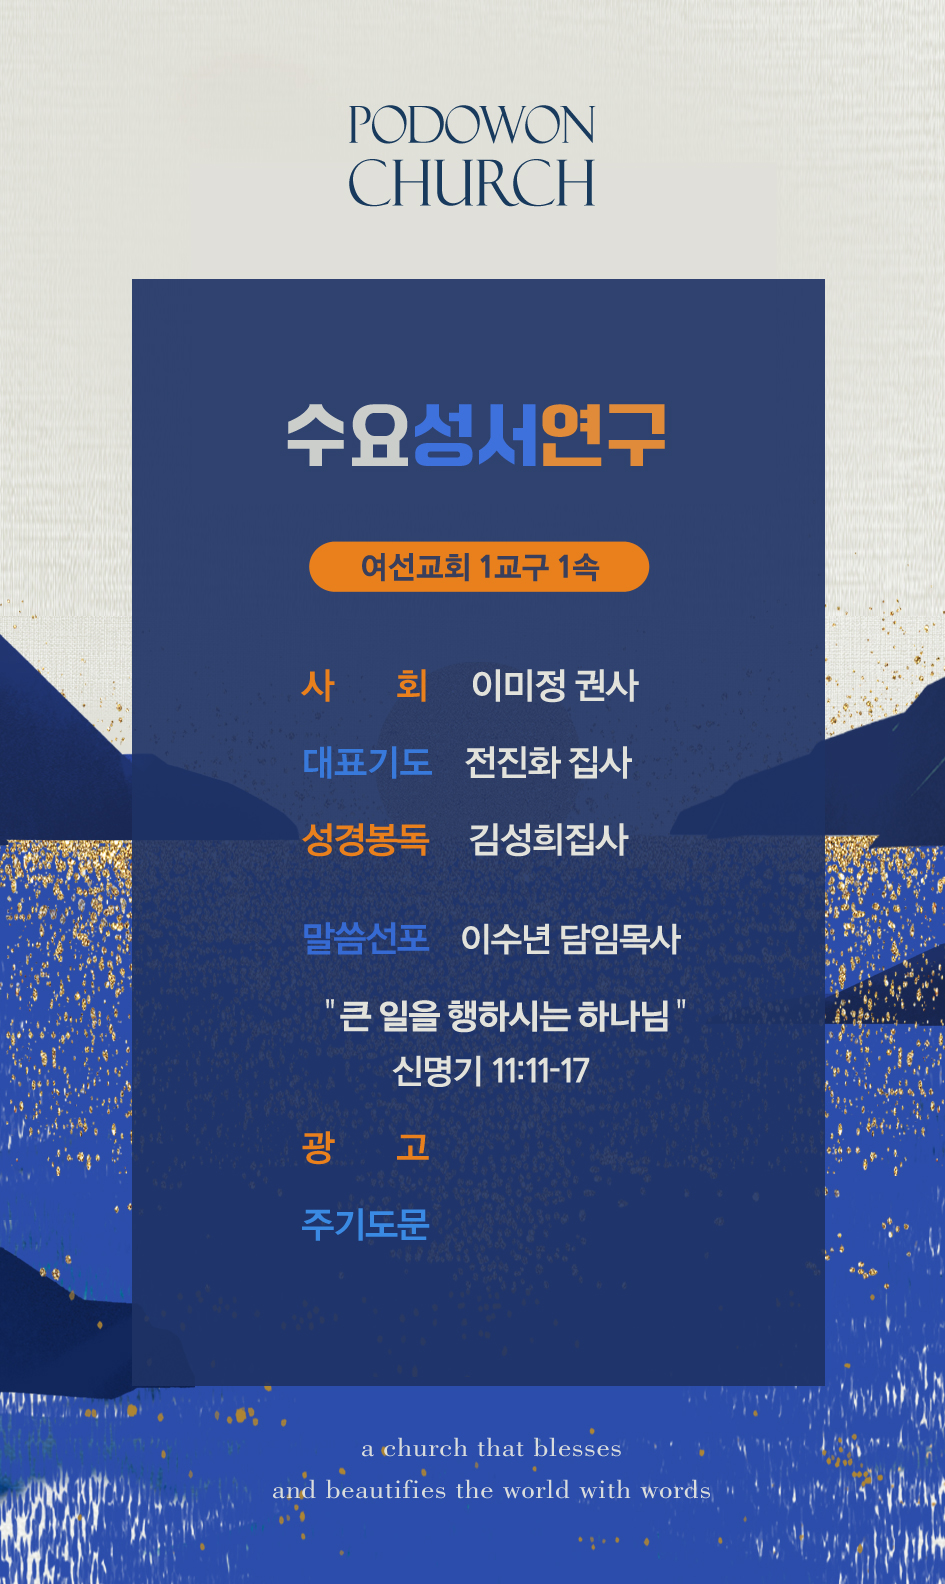 PODOWON
CHURCH
수요성서연구
여선교회 1교구 1속
사 회 이미정 권사
대표기도 전진화 집사
성경봉독 김성희집사
말씀선포 이수년 담임목사
"큰 일을 행하시는 하나님"
신명기 11:11-17
광 고
주기도문
a church that blesses
and beautifies the world with words